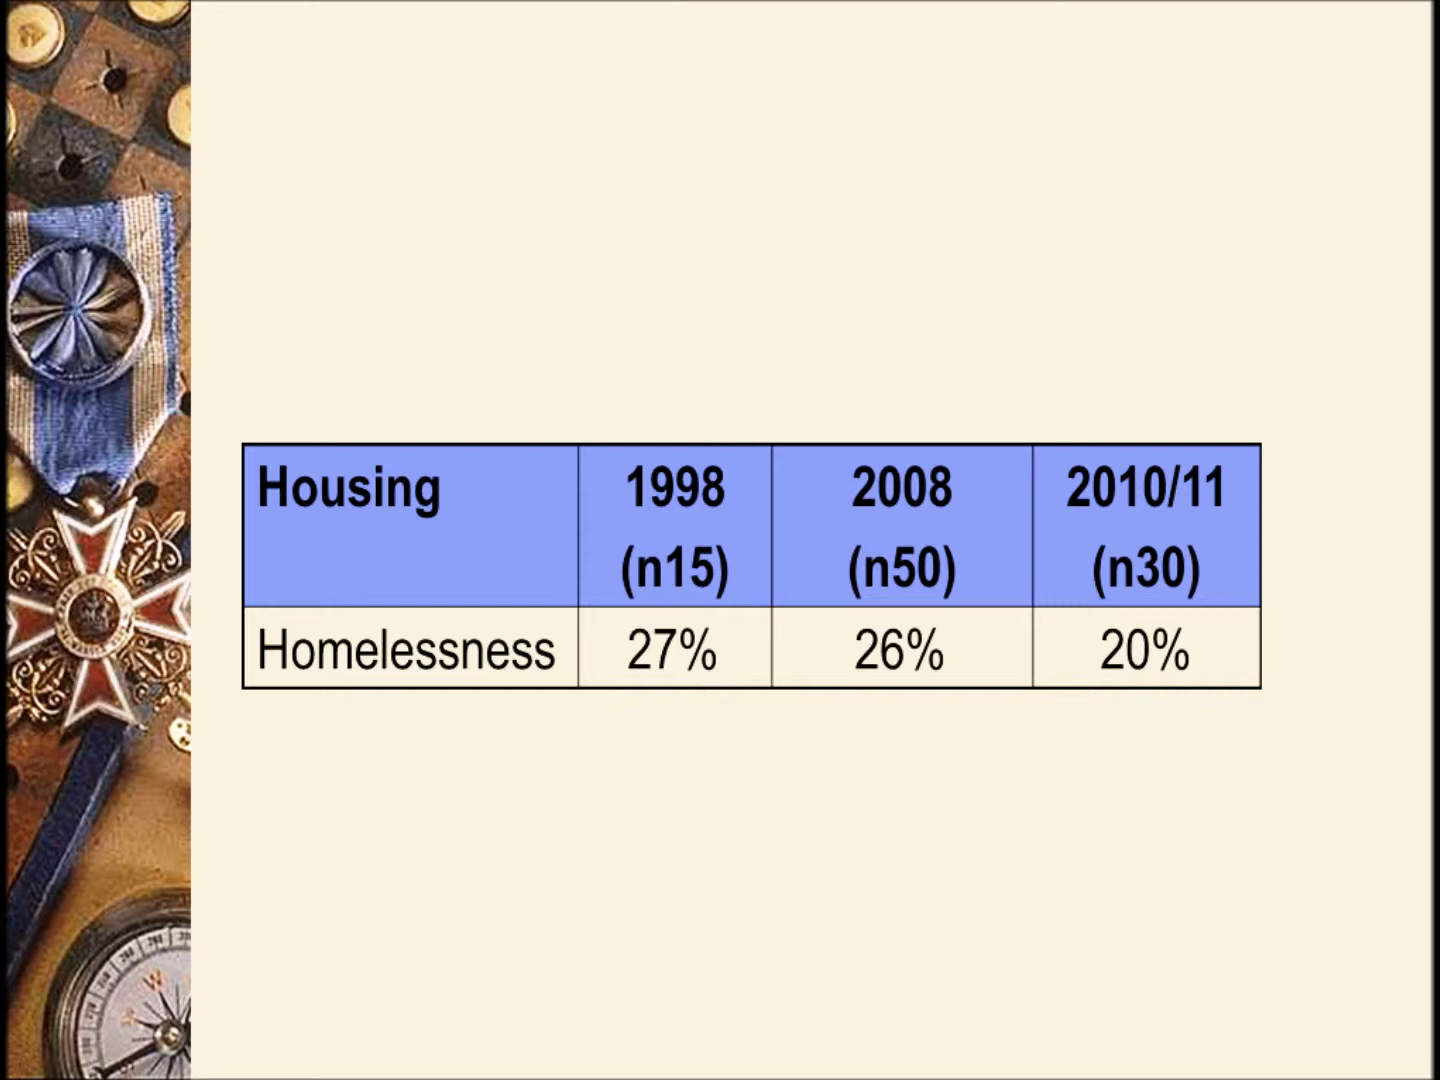 Housing 1998 2008 2010/11
(n15) (n50) (n30)
Homelessness 27% 26% 20%